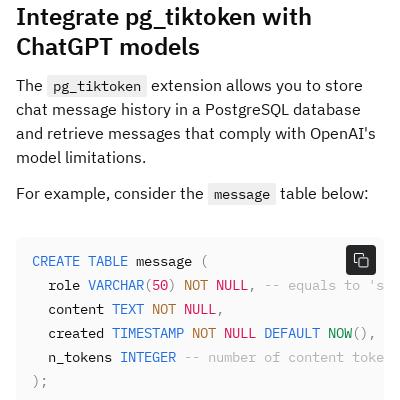 Integrate pg_tiktoken with
ChatGPT models
The pg_tiktoken extension allows you to store
chat message history in a PostgreSQL database
and retrieve messages that comply with OpenAI's
model limitations.
For example, consider the message table below:
CREATE TABLE message (
  role VARCHAR(50) NOT NULL, -- equals to 's
  content TEXT NOT NULL,
  created TIMESTAMP NOT NULL DEFAULT NOW(),
  n_tokens INTEGER -- number of content toke
);